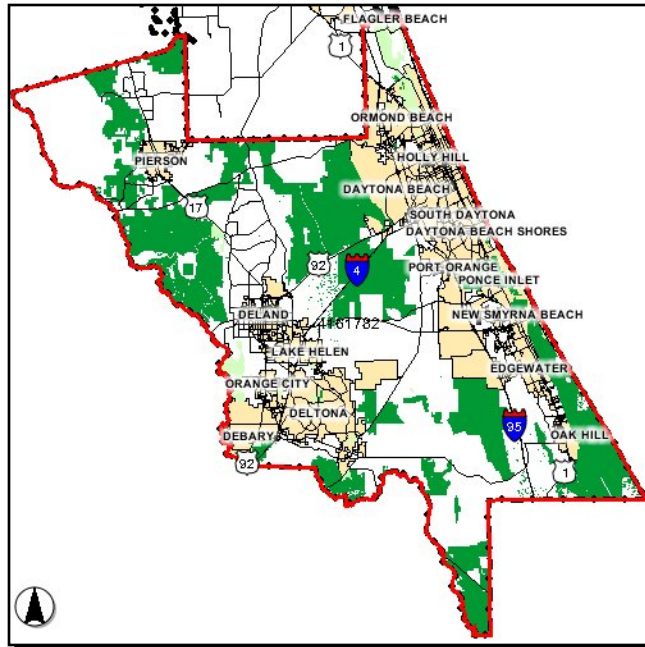 FLAGLER BEACH
1
ORMOND BEACH
HOLLY HILL
PIERSON
DAYTONA BEACH
17
SOUTH DAYTONA
DAYTONA BEACH SHORES
92
4
PORT ORANGE
PONCE INLET
DELAND
NEW SMYRNA BEACH
LAKE HELEN
EDGEWATER
ORANGE CITY
DELTONA
95
DEBARY
OAK HILL
92
1